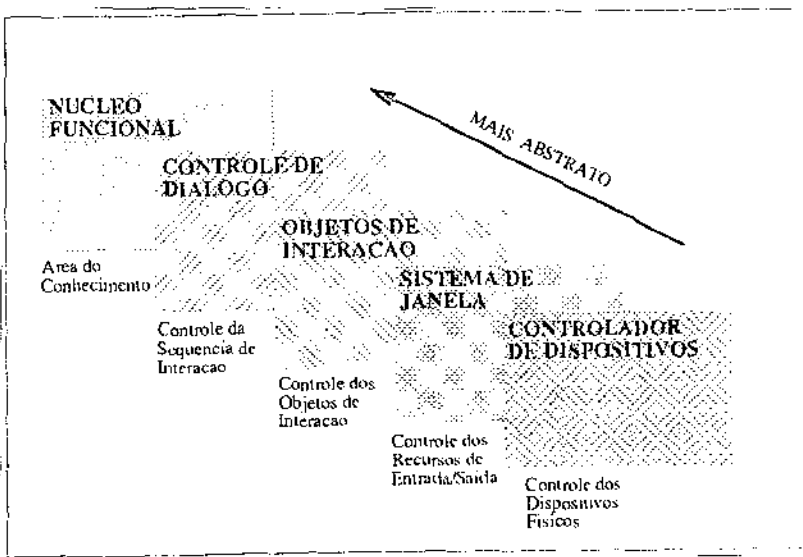 NUCLEO
FUNCIONAL
MAIS ABSTRATO
CONTROLE DE
DIALOGO
OBJETOS DE
INTERACAO
Area do
Conhecimento
SISTEMA DE
JANELA
Controle da
Sequencia de
Interacao
CONTROLADOR
DE DISPOSITIVOS
Controle dos
Objetos de
Interacao
Controle dos
Recursos de
Entrada/Saida
Controle dos
Dispositivos
Fisicos